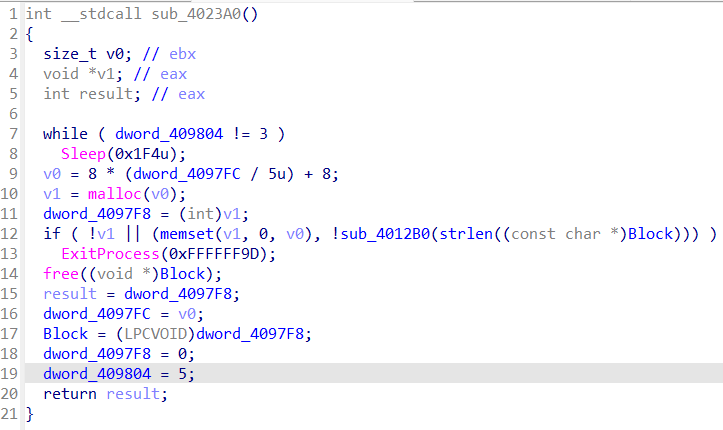 1 int __stdcall sub_4023A0()
2 {
3 size_t v0; // ebx
4 void *v1; // eax
5 int result; // eax
6
7 while ( dword_409804 != 3 )
8 Sleep(0x1F4u);
9 v0 = 8 * (dword_4097FC / 5u) + 8;
10 v1 = malloc(v0);
11 dword_4097F8 = (int)v1;
12 if ( !v1 || (memset(v1, 0, v0), !sub_4012B0(strlen((const char *)Block))) )
13 ExitProcess(0xFFFFFF9D);
14 free((void *)Block);
15 result = dword_4097F8;
16 dword_4097FC = v0;
17 Block = (LPCVOID)dword_4097F8;
18 dword_4097F8 = 0;
19 dword_409804 = 5;
20 return result;
21 }